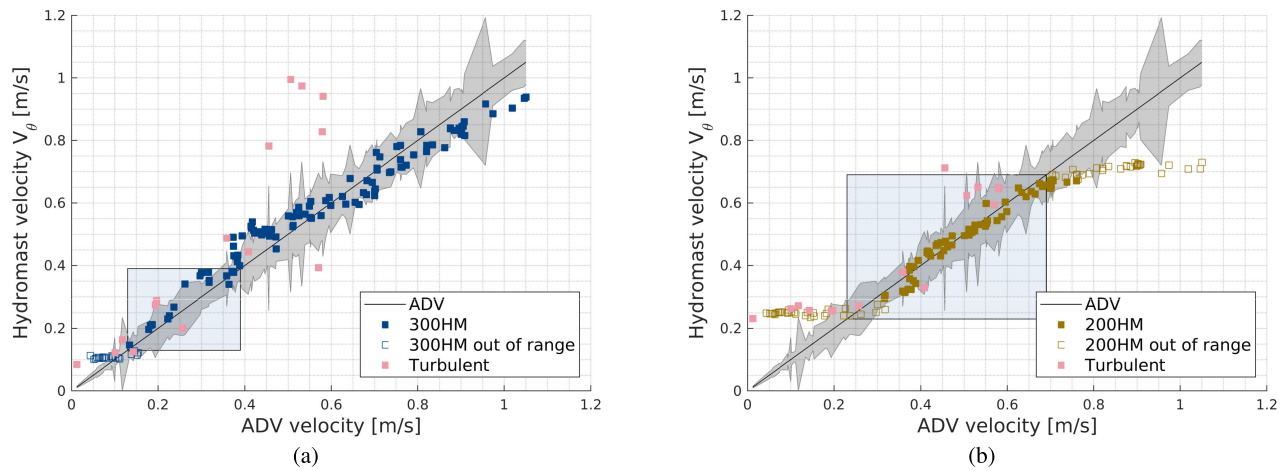 1.2
1
0.8
0.6
0.4
0.2
0
Hydromast velocity Vθ [m/s]
ADV
300HM
300HM out of range
Turbulent
0 0.2 0.4 0.6 0.8 1 1.2
ADV velocity [m/s]
(a)
1.2
1
0.8
0.6
0.4
0.2
0
Hydromast velocity Vθ [m/s]
ADV
200HM
200HM out of range
Turbulent
0 0.2 0.4 0.6 0.8 1 1.2
ADV velocity [m/s]
(b)